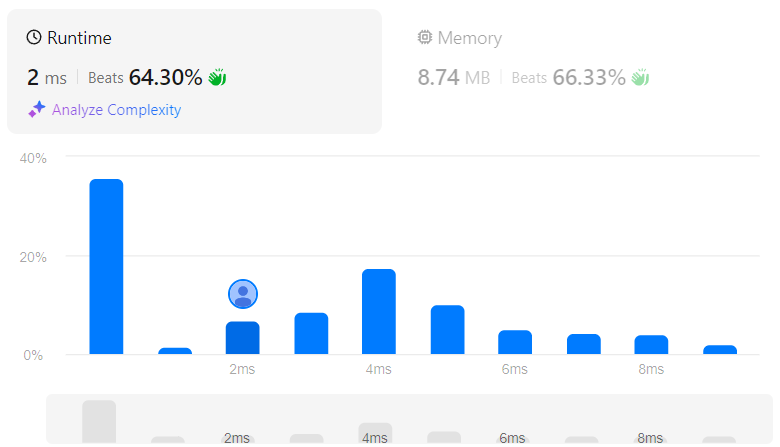 Runtime
Memory
2 ms
Beats 64.30%
8.74 MB
Beats 66.33%
Analyze Complexity
40%
20%
0%
2ms
4ms
6ms
8ms
2ms
4ms
6ms
8ms